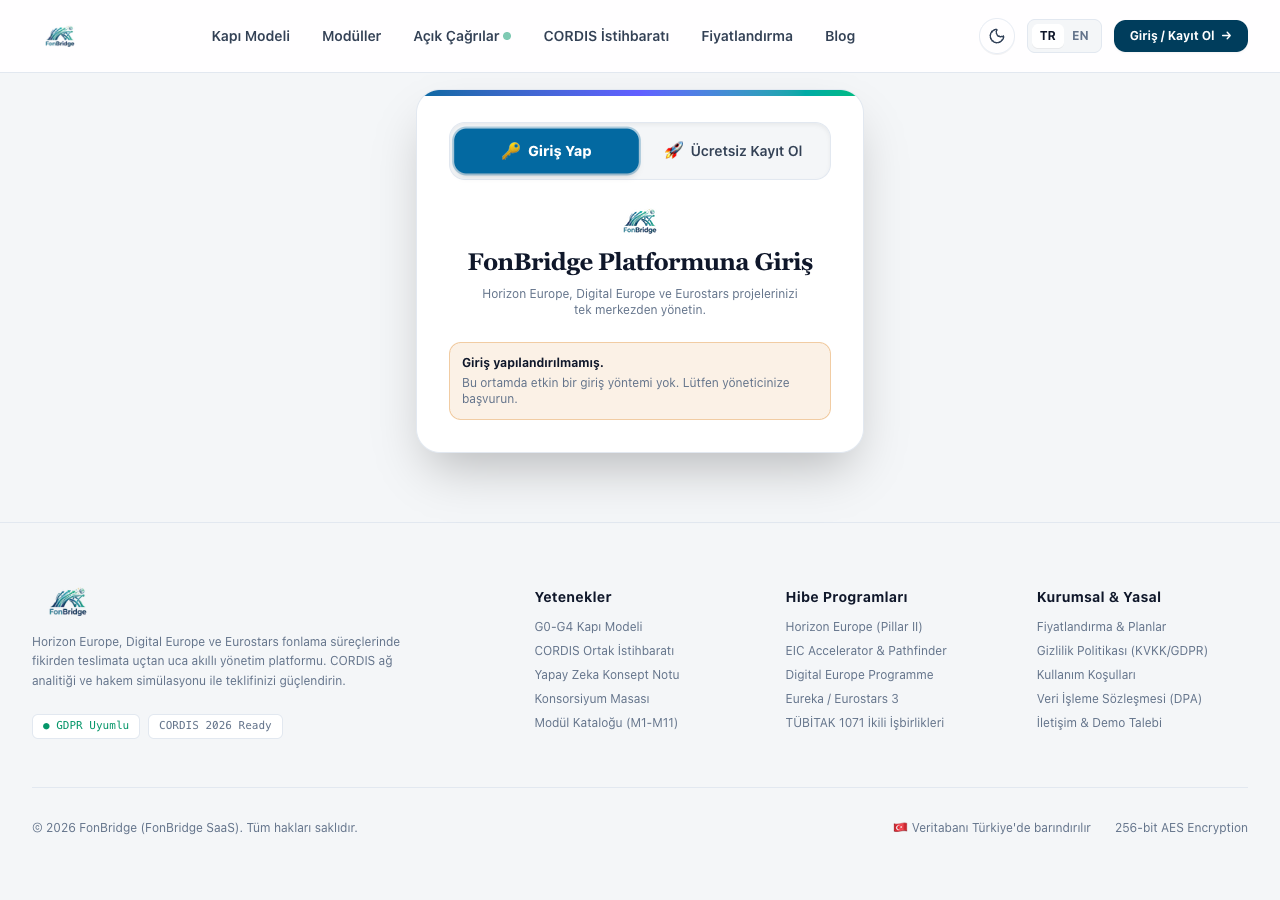 FonBridge
Kapı Modeli
Modüller
Açık Çağrılar
CORDIS İstihbaratı
Fiyatlandırma
Blog
TR
EN
Giriş / Kayıt Ol →
🔑 Giriş Yap
🚀 Ücretsiz Kayıt Ol
FonBridge
FonBridge Platformuna Giriş
Horizon Europe, Digital Europe ve Eurostars projelerinizi
tek merkezden yönetin.
Giriş yapılandırılmamış.
Bu ortamda etkin bir giriş yöntemi yok. Lütfen yöneticinize
başvurun.
FonBridge
Horizon Europe, Digital Europe ve Eurostars fonlama süreçlerinde
fikirden teslimata uçtan uca akıllı yönetim platformu. CORDIS ağ
analitiği ve hakem simülasyonu ile teklifinizi güçlendirin.
● GDPR Uyumlu
CORDIS 2026 Ready
Yetenekler
G0-G4 Kapı Modeli
CORDIS Ortak İstihbaratı
Yapay Zeka Konsept Notu
Konsorsiyum Masası
Modül Kataloğu (M1-M11)
Hibe Programları
Horizon Europe (Pillar II)
EIC Accelerator & Pathfinder
Digital Europe Programme
Eureka / Eurostars 3
TÜBİTAK 1071 İkili İşbirlikleri
Kurumsal & Yasal
Fiyatlandırma & Planlar
Gizlilik Politikası (KVKK/GDPR)
Kullanım Koşulları
Veri İşleme Sözleşmesi (DPA)
İletişim & Demo Talebi
© 2026 FonBridge (FonBridge SaaS). Tüm hakları saklıdır.
🇹🇷 Veritabanı Türkiye'de barındırılır
256-bit AES Encryption